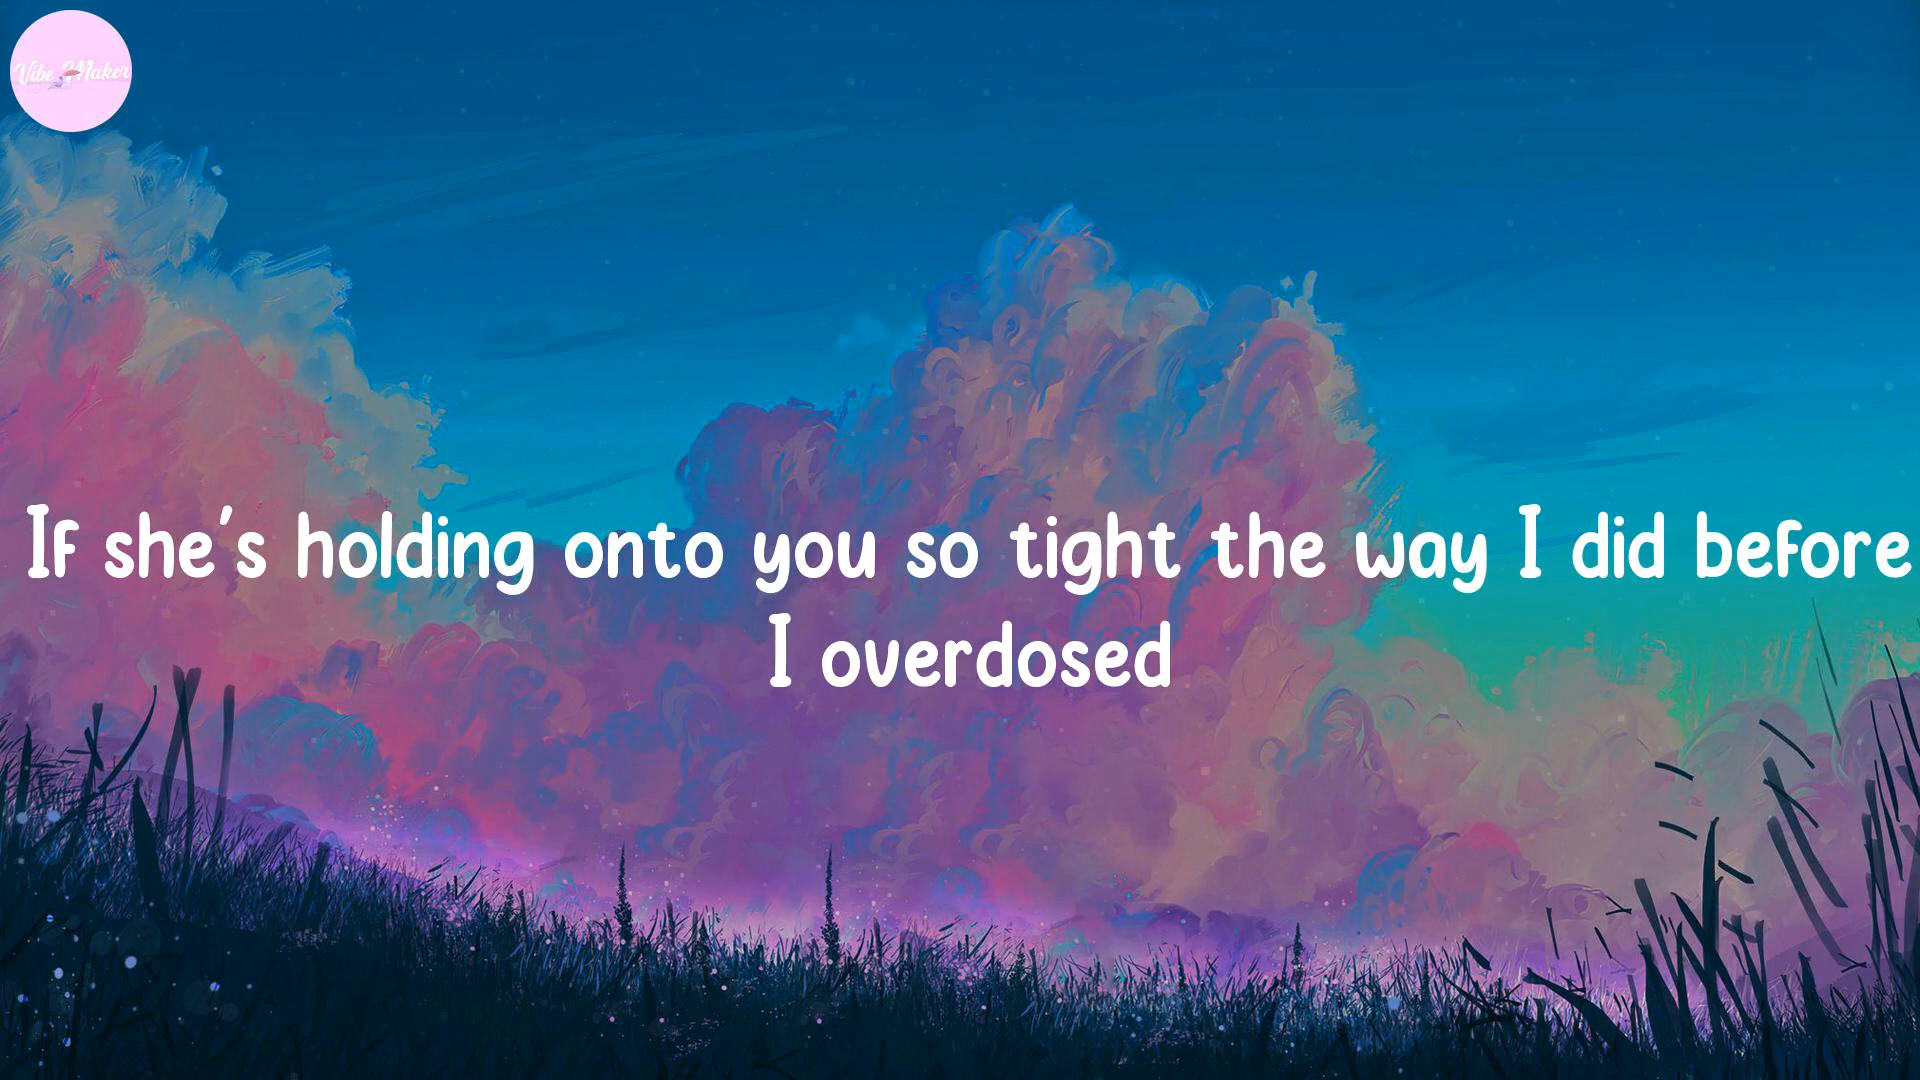 Vibe Maker
If she's holding onto you so tight the way I did before
I overdosed